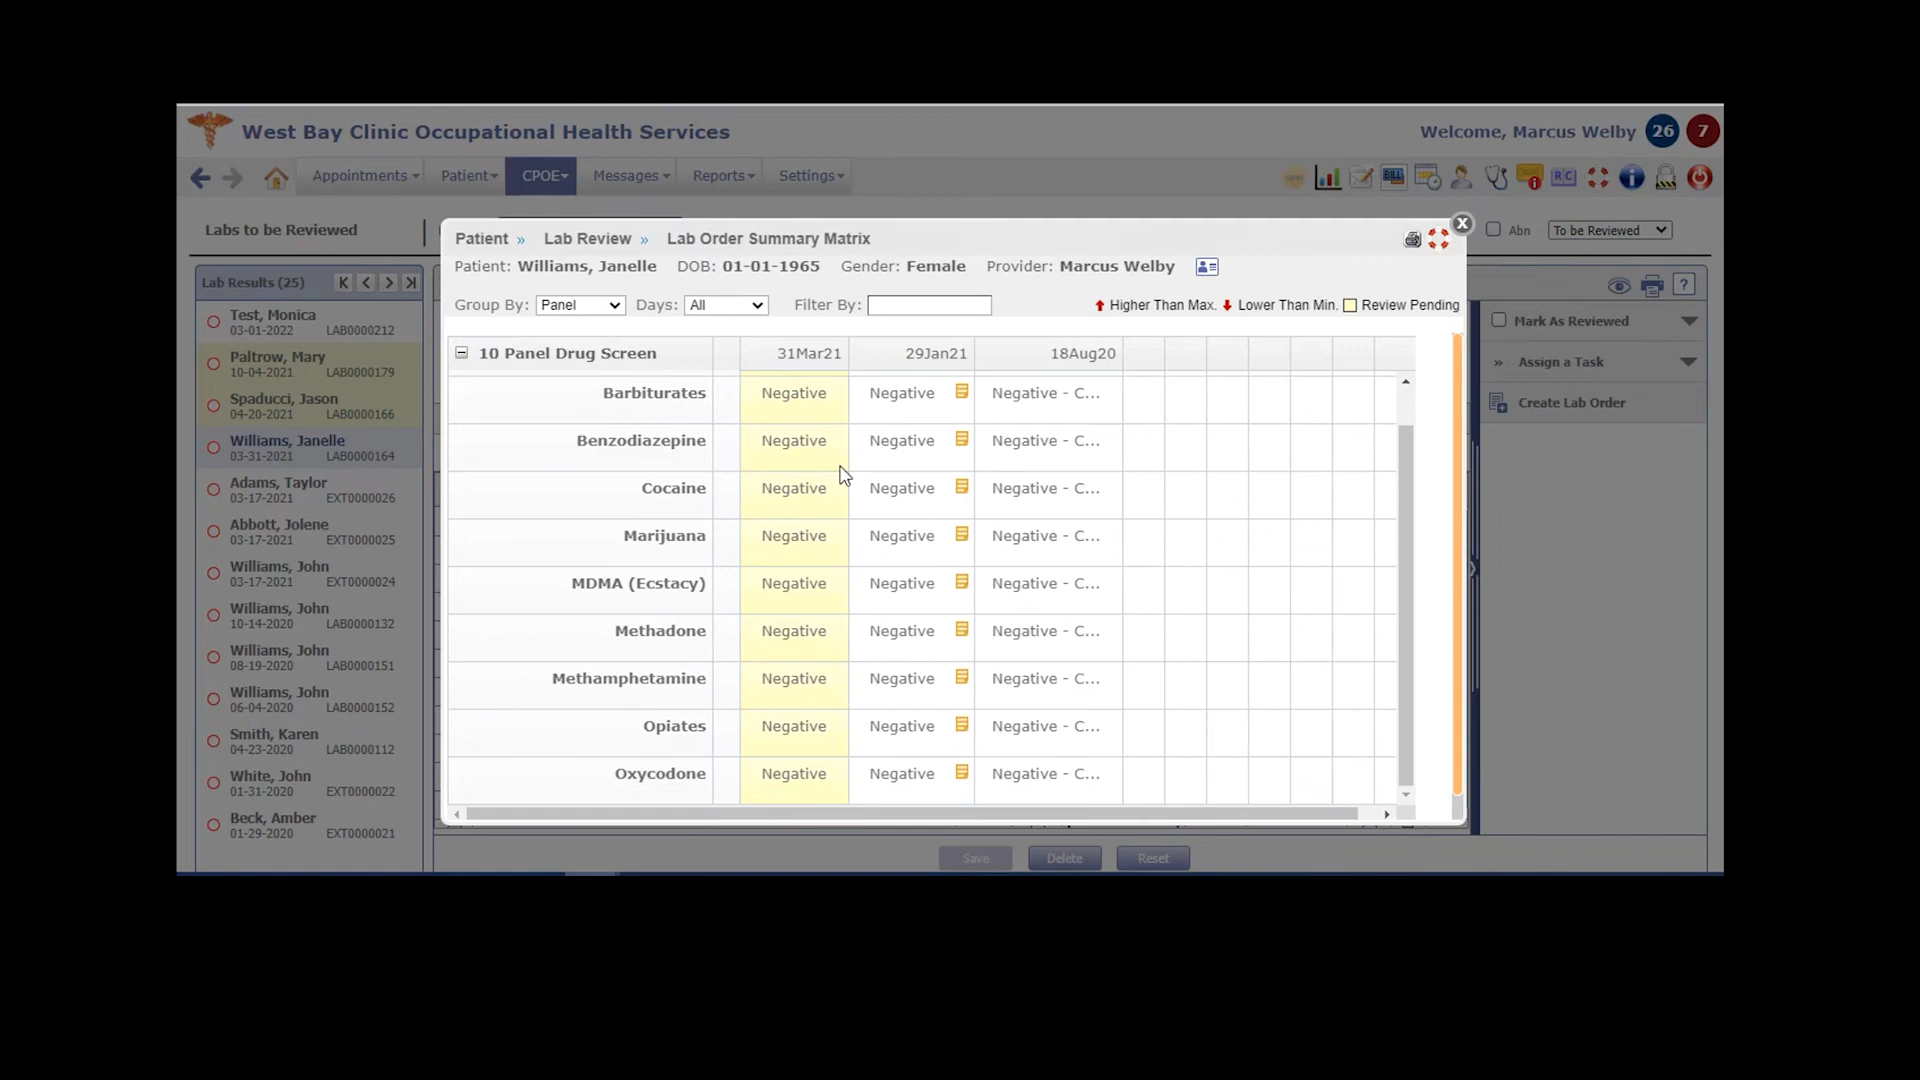 West Bay Clinic Occupational Health Services
Welcome, Marcus Welby 26 7
Appointments Patient CPOE Messages Reports Settings
BILL RC
Labs to be Reviewed
Abn To be Reviewed
Patient » Lab Review » Lab Order Summary Matrix
Patient: Williams, Janelle DOB: 01-01-1965 Gender: Female Provider: Marcus Welby
Group By: Panel Days: All Filter By:
Higher Than Max. Lower Than Min. Review Pending
10 Panel Drug Screen 31Mar21 29Jan21 18Aug20
Barbiturates Negative Negative Negative - C...
Benzodiazepine Negative Negative Negative - C...
Cocaine Negative Negative Negative - C...
Marijuana Negative Negative Negative - C...
MDMA (Ecstacy) Negative Negative Negative - C...
Methadone Negative Negative Negative - C...
Methamphetamine Negative Negative Negative - C...
Opiates Negative Negative Negative - C...
Oxycodone Negative Negative Negative - C...
Lab Results (25)
Test, Monica
03-01-2022 LAB0000212
Paltrow, Mary
10-04-2021 LAB0000179
Spaducci, Jason
04-20-2021 LAB0000166
Williams, Janelle
03-31-2021 LAB0000164
Adams, Taylor
03-17-2021 EXT0000026
Abbott, Jolene
03-17-2021 EXT0000025
Williams, John
03-17-2021 EXT0000024
Williams, John
10-14-2020 LAB0000132
Williams, John
08-19-2020 LAB0000151
Williams, John
06-04-2020 LAB0000152
Smith, Karen
04-23-2020 LAB0000112
White, John
01-31-2020 EXT0000022
Beck, Amber
01-29-2020 EXT0000021
?
Mark As Reviewed
» Assign a Task
Create Lab Order
Save Delete Reset